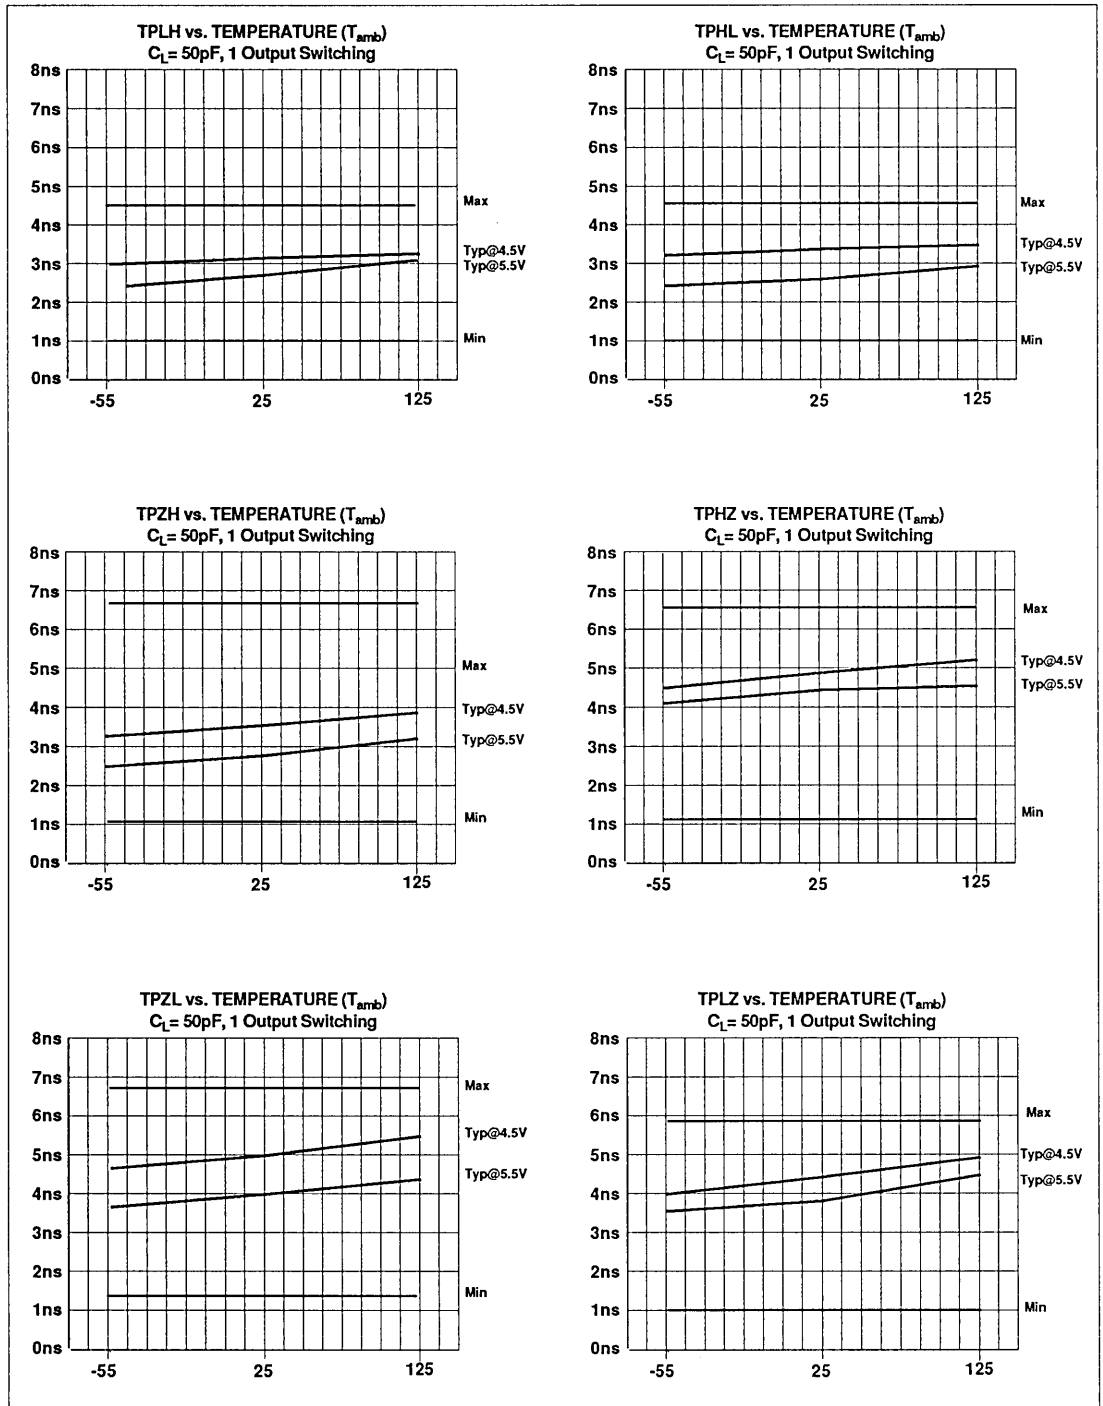 TPLH vs. TEMPERATURE (Tamb)
CL= 50pF, 1 Output Switching
8ns
7ns
6ns
5ns
4ns
3ns
2ns
1ns
0ns
Max
Typ@4.5V
Typ@5.5V
Min
-55
25
125
TPHL vs. TEMPERATURE (Tamb)
CL= 50pF, 1 Output Switching
8ns
7ns
6ns
5ns
4ns
3ns
2ns
1ns
0ns
Max
Typ@4.5V
Typ@5.5V
Min
-55
25
125
TPZH vs. TEMPERATURE (Tamb)
CL= 50pF, 1 Output Switching
8ns
7ns
6ns
5ns
4ns
3ns
2ns
1ns
0ns
Max
Typ@4.5V
Typ@5.5V
Min
-55
25
125
TPHZ vs. TEMPERATURE (Tamb)
CL= 50pF, 1 Output Switching
8ns
7ns
6ns
5ns
4ns
3ns
2ns
1ns
0ns
Max
Typ@4.5V
Typ@5.5V
Min
-55
25
125
TPZL vs. TEMPERATURE (Tamb)
CL= 50pF, 1 Output Switching
8ns
7ns
6ns
5ns
4ns
3ns
2ns
1ns
0ns
Max
Typ@4.5V
Typ@5.5V
Min
-55
25
125
TPLZ vs. TEMPERATURE (Tamb)
CL= 50pF, 1 Output Switching
8ns
7ns
6ns
5ns
4ns
3ns
2ns
1ns
0ns
Max
Typ@4.5V
Typ@5.5V
Min
-55
25
125